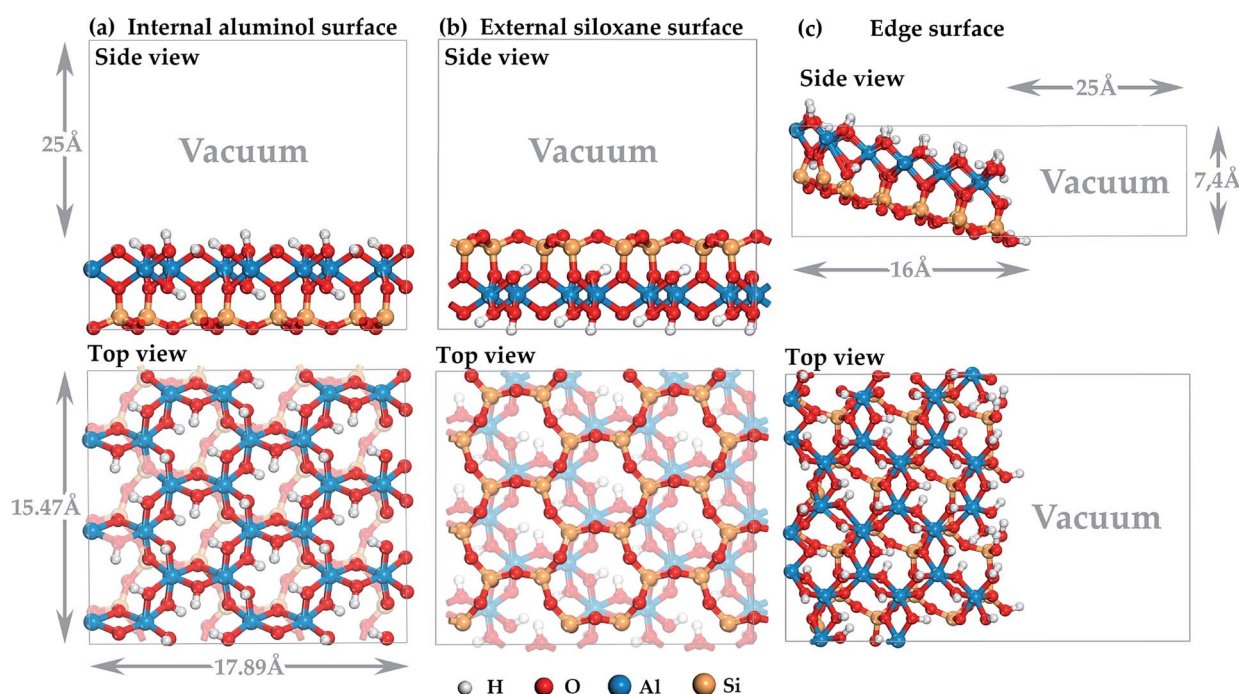 (a) Internal aluminol surface
Side view
25Å
Vacuum
Top view
15.47Å
17.89Å
(b) External siloxane surface
Side view
Vacuum
Top view
(c) Edge surface
Side view
25Å
Vacuum
7,4Å
16Å
Top view
Vacuum
H O Al Si